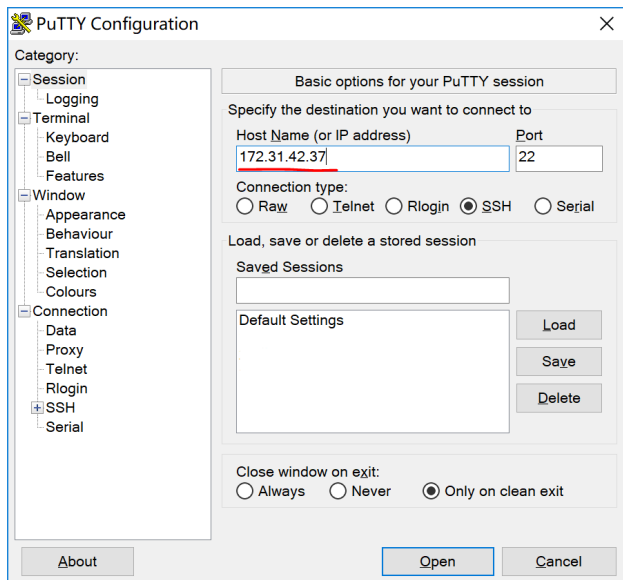 PuTTY Configuration
Category:
Session
Logging
Terminal
Keyboard
Bell
Features
Window
Appearance
Behaviour
Translation
Selection
Colours
Connection
Data
Proxy
Telnet
Rlogin
SSH
Serial
Basic options for your PuTTY session
Specify the destination you want to connect to
Host Name (or IP address) Port
172.31.42.37 22
Connection type:
Raw Telnet Rlogin SSH Serial
Load, save or delete a stored session
Saved Sessions
Default Settings
Load
Save
Delete
Close window on exit:
Always Never Only on clean exit
About Open Cancel